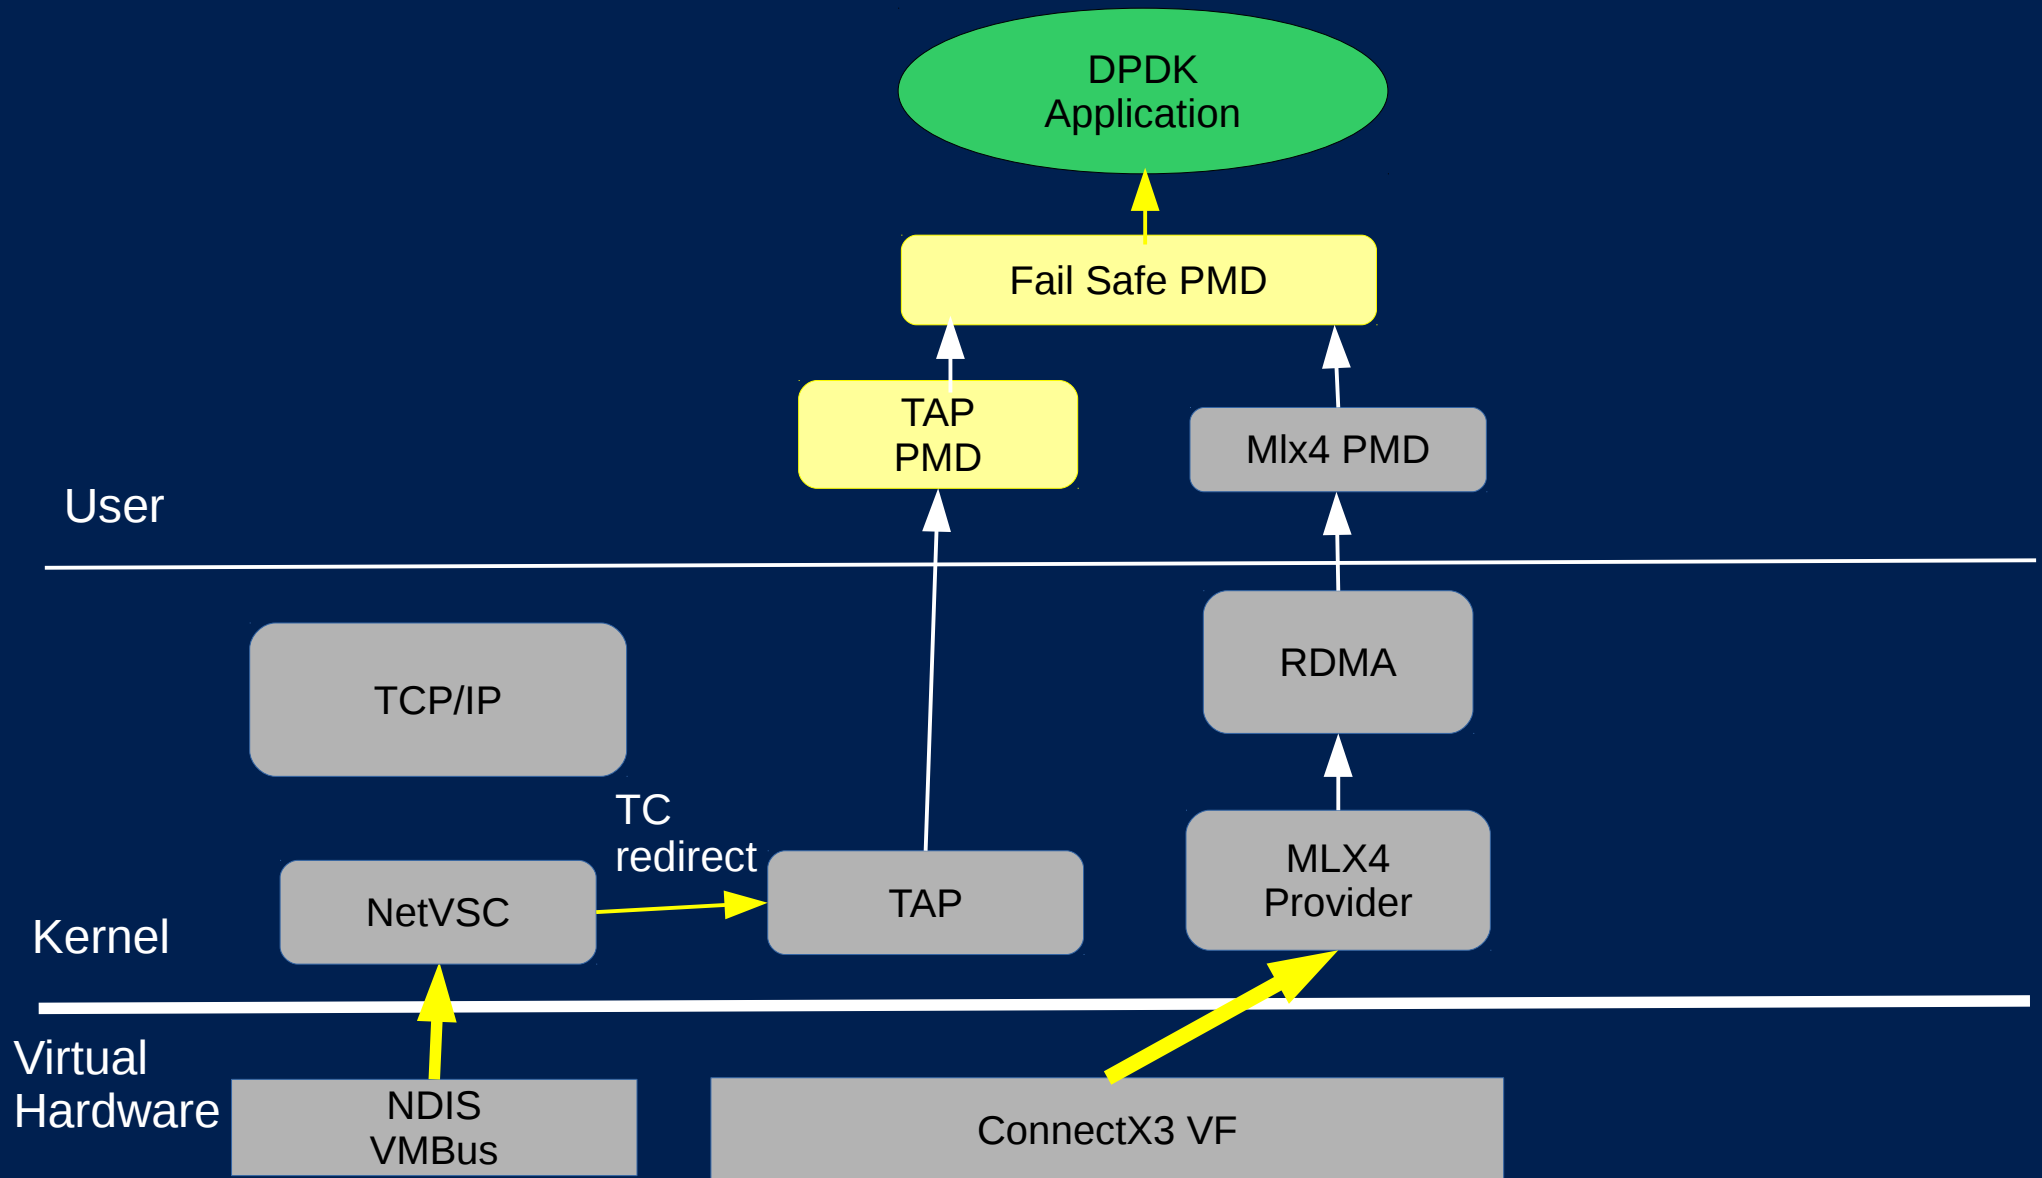 DPDK
Application
Fail Safe PMD
TAP
PMD
Mlx4 PMD
User
RDMA
TCP/IP
TC
redirect
MLX4
Provider
NetVSC
TAP
Kernel
Virtual
Hardware
NDIS
VMBus
ConnectX3 VF